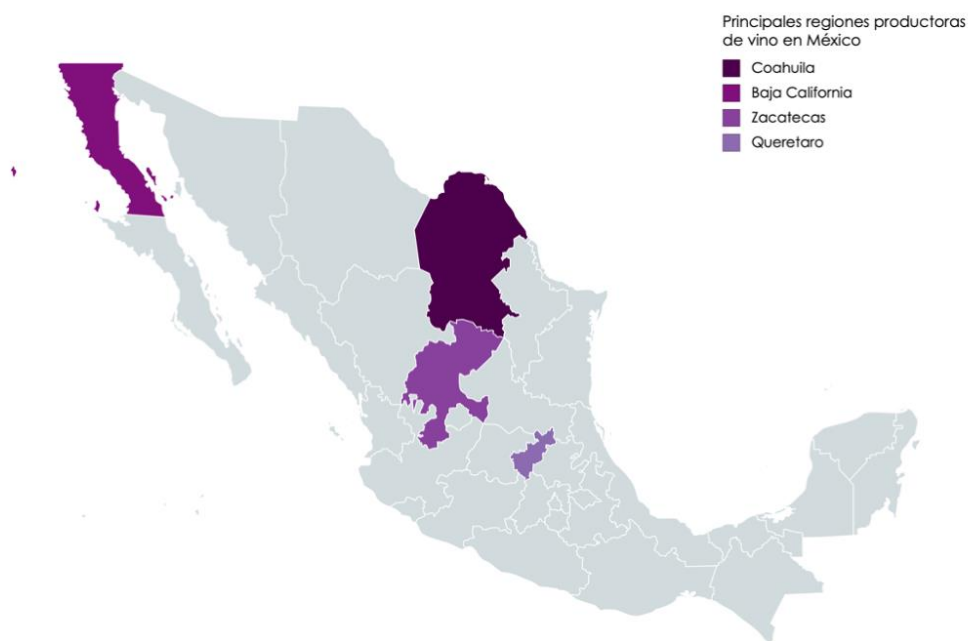 Principales regiones productoras
de vino en México
Coahuila
Baja California
Zacatecas
Queretaro